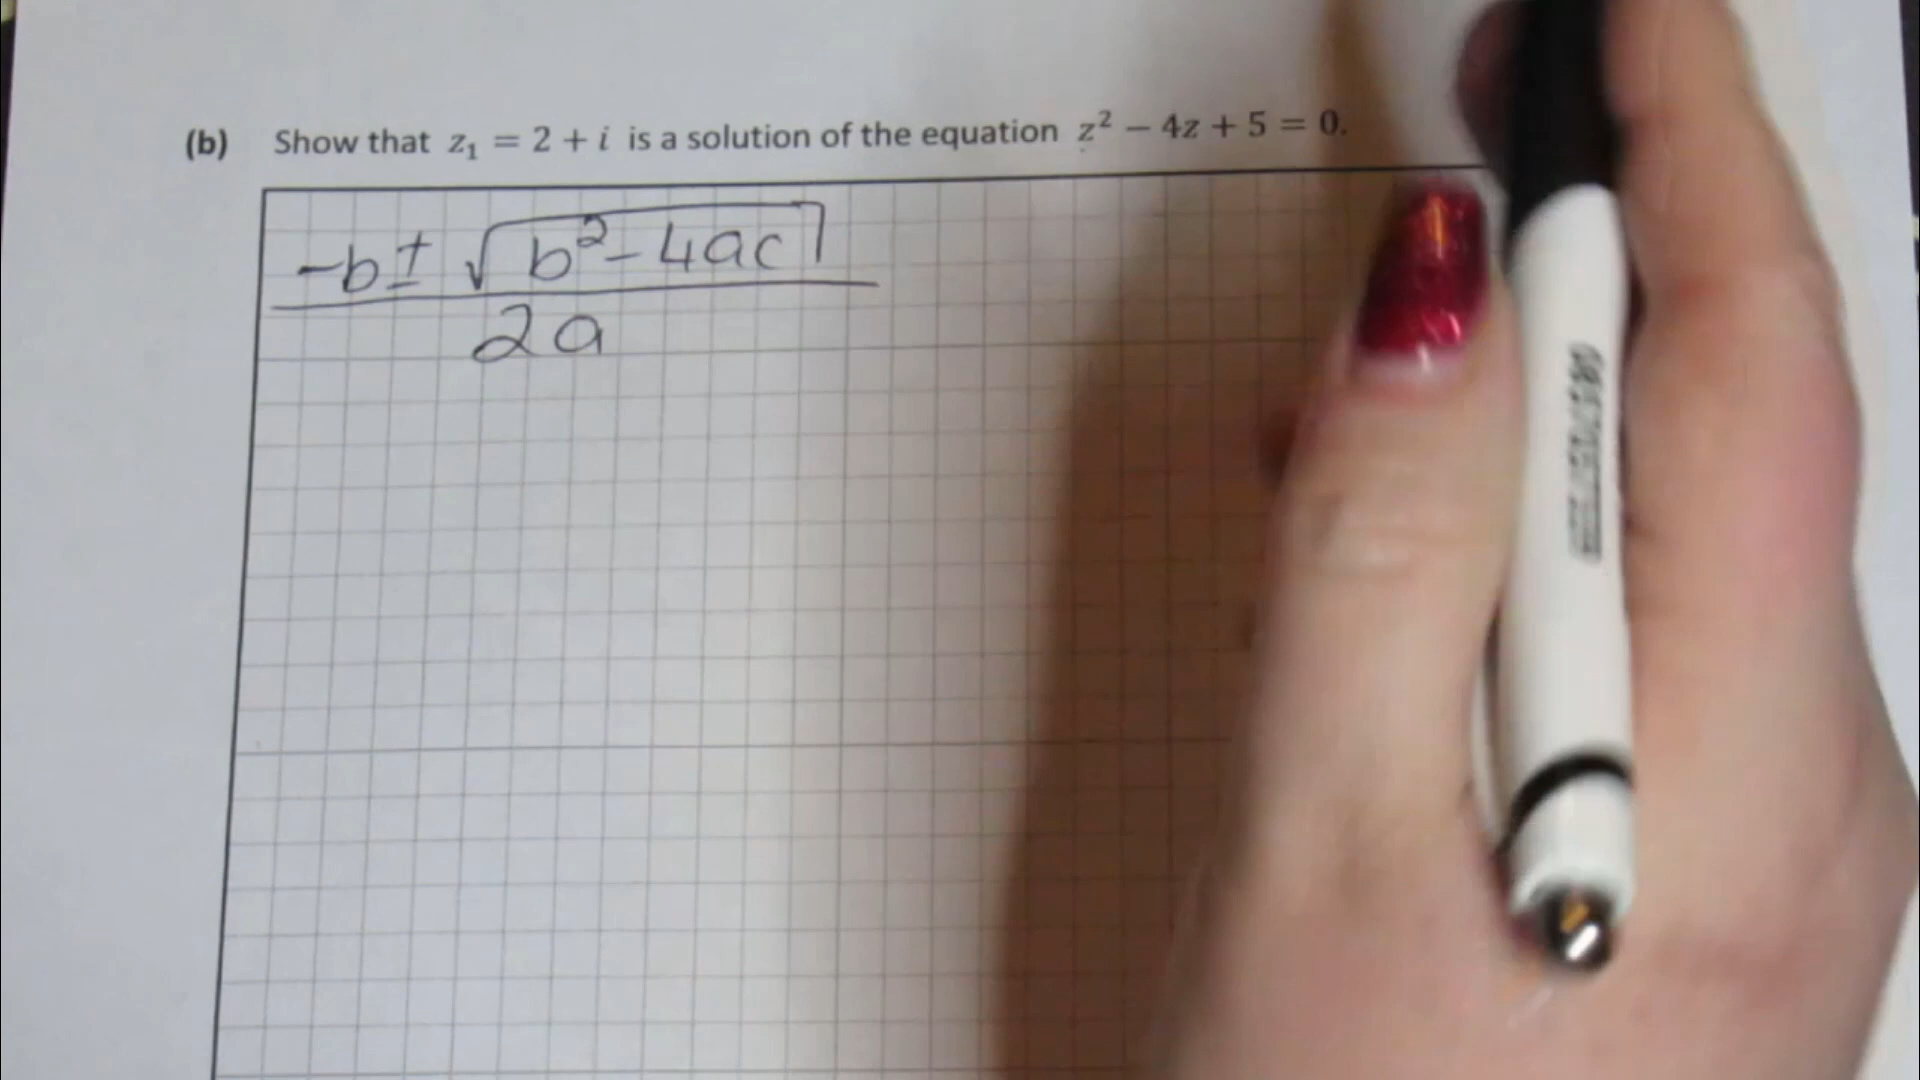 (b) Show that z₁ = 2 + i is a solution of the equation z² − 4z + 5 = 0.
-b ± √b² - 4ac
2a